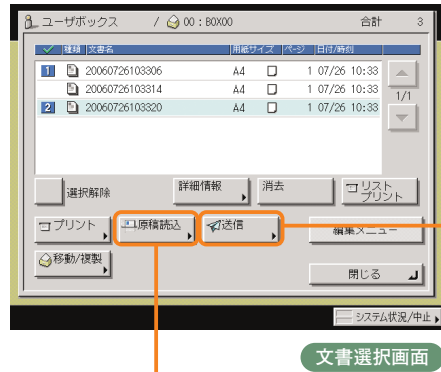 ユーザボックス / 00 : BOX00 合計 3
種類 文書名 用紙サイズ ページ 日付/時刻
1 20060726103306 A4 1 07/26 10:33
20060726103314 A4 1 07/26 10:33
2 20060726103320 A4 1 07/26 10:33
1/1
選択解除 詳細情報 消去 リスト
プリント
プリント 原稿読込 送信 編集メニュー
移動/複製
閉じる
システム状況/中止
文書選択画面